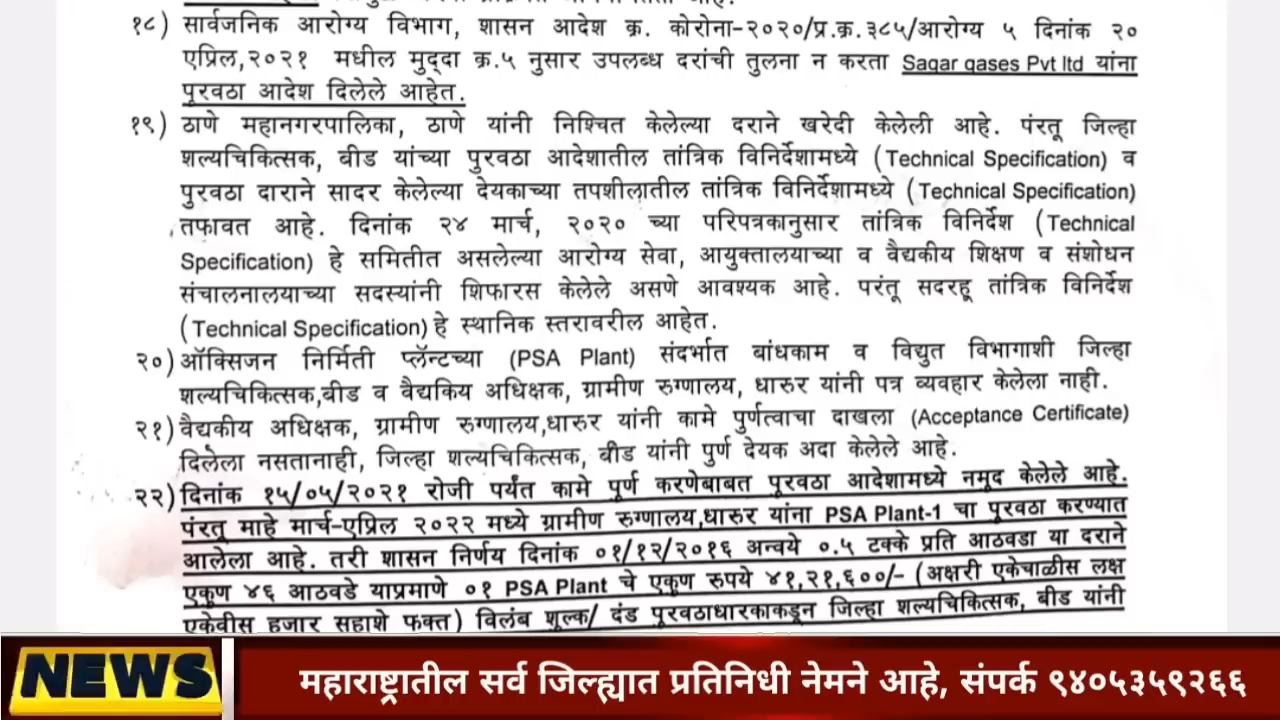 आहे.
१८) सार्वजनिक आरोग्य विभाग, शासन आदेश क्र. कोरोना-२०२०/प्र.क्र.३८५/आरोग्य ५ दिनांक २०
एप्रिल,२०२१ मधील मुद्दा क्र.५ नुसार उपलब्ध दरांची तुलना न करता Sagar gases Pvt ltd यांना
पूरवठा आदेश दिलेले आहेत.
१९) ठाणे महानगरपालिका, ठाणे यांनी निश्चित केलेल्या दराने खरेदी केलेली आहे. पंरतू जिल्हा
शल्यचिकित्सक, बीड यांच्या पुरवठा आदेशातील तांत्रिक विनिर्देशामध्ये (Technical Specification) व
पुरवठा दाराने सादर केलेल्या देयकाच्या तपशीलातील तांत्रिक विनिर्देशामध्ये (Technical Specification)
तफावत आहे. दिनांक २४ मार्च, २०२० च्या परिपत्रकानुसार तांत्रिक विनिर्देश (Technical
Specification) हे समितीत असलेल्या आरोग्य सेवा, आयुक्तालयाच्या व वैद्यकीय शिक्षण व संशोधन
संचालनालयाच्या सदस्यांनी शिफारस केलेले असणे आवश्यक आहे. परंतू सदरहू तांत्रिक विनिर्देश
(Technical Specification) हे स्थानिक स्तरावरील आहेत.
२०) ऑक्सिजन निर्मिती प्लॅन्टच्या (PSA Plant) संदर्भात बांधकाम व विद्युत विभागाशी जिल्हा
शल्यचिकित्सक,बीड व वैद्यकिय अधिक्षक, ग्रामीण रुग्णालय, धारुर यांनी पत्र व्यवहार केलेला नाही.
२१) वैद्यकीय अधिक्षक, ग्रामीण रुग्णालय,धारुर यांनी कामे पुर्णत्वाचा दाखला (Acceptance Certificate)
दिलेला नसतानाही, जिल्हा शल्यचिकित्सक, बीड यांनी पुर्ण देयक अदा केलेले आहे.
२२) दिनांक १५/०५/२०२१ रोजी पर्यंत कामे पूर्ण करणेबाबत पूरवठा आदेशामध्ये नमूद केलेले आहे.
पंरतू माहे मार्च-एप्रिल २०२२ मध्ये ग्रामीण रुग्णालय,धारुर यांना PSA Plant-1 चा पूरवठा करण्यात
आलेला आहे. तरी शासन निर्णय दिनांक ०१/१२/२०१६ अन्वये ०.५ टक्के प्रति आठवडा या दराने
एकुण ४६ आठवडे याप्रमाणे ०१ PSA Plant चे एकुण रुपये ४१,२१,६००/- (अक्षरी एकेचाळीस लक्ष
एकेवीस हजार सहाशे फक्त) विलंब शूल्क/ दंड पूरवठाधारकाकडून जिल्हा शल्यचिकित्सक, बीड यांनी
NEWS
महाराष्ट्रातील सर्व जिल्ह्यात प्रतिनिधी नेमने आहे, संपर्क ९४०५३५९२६६